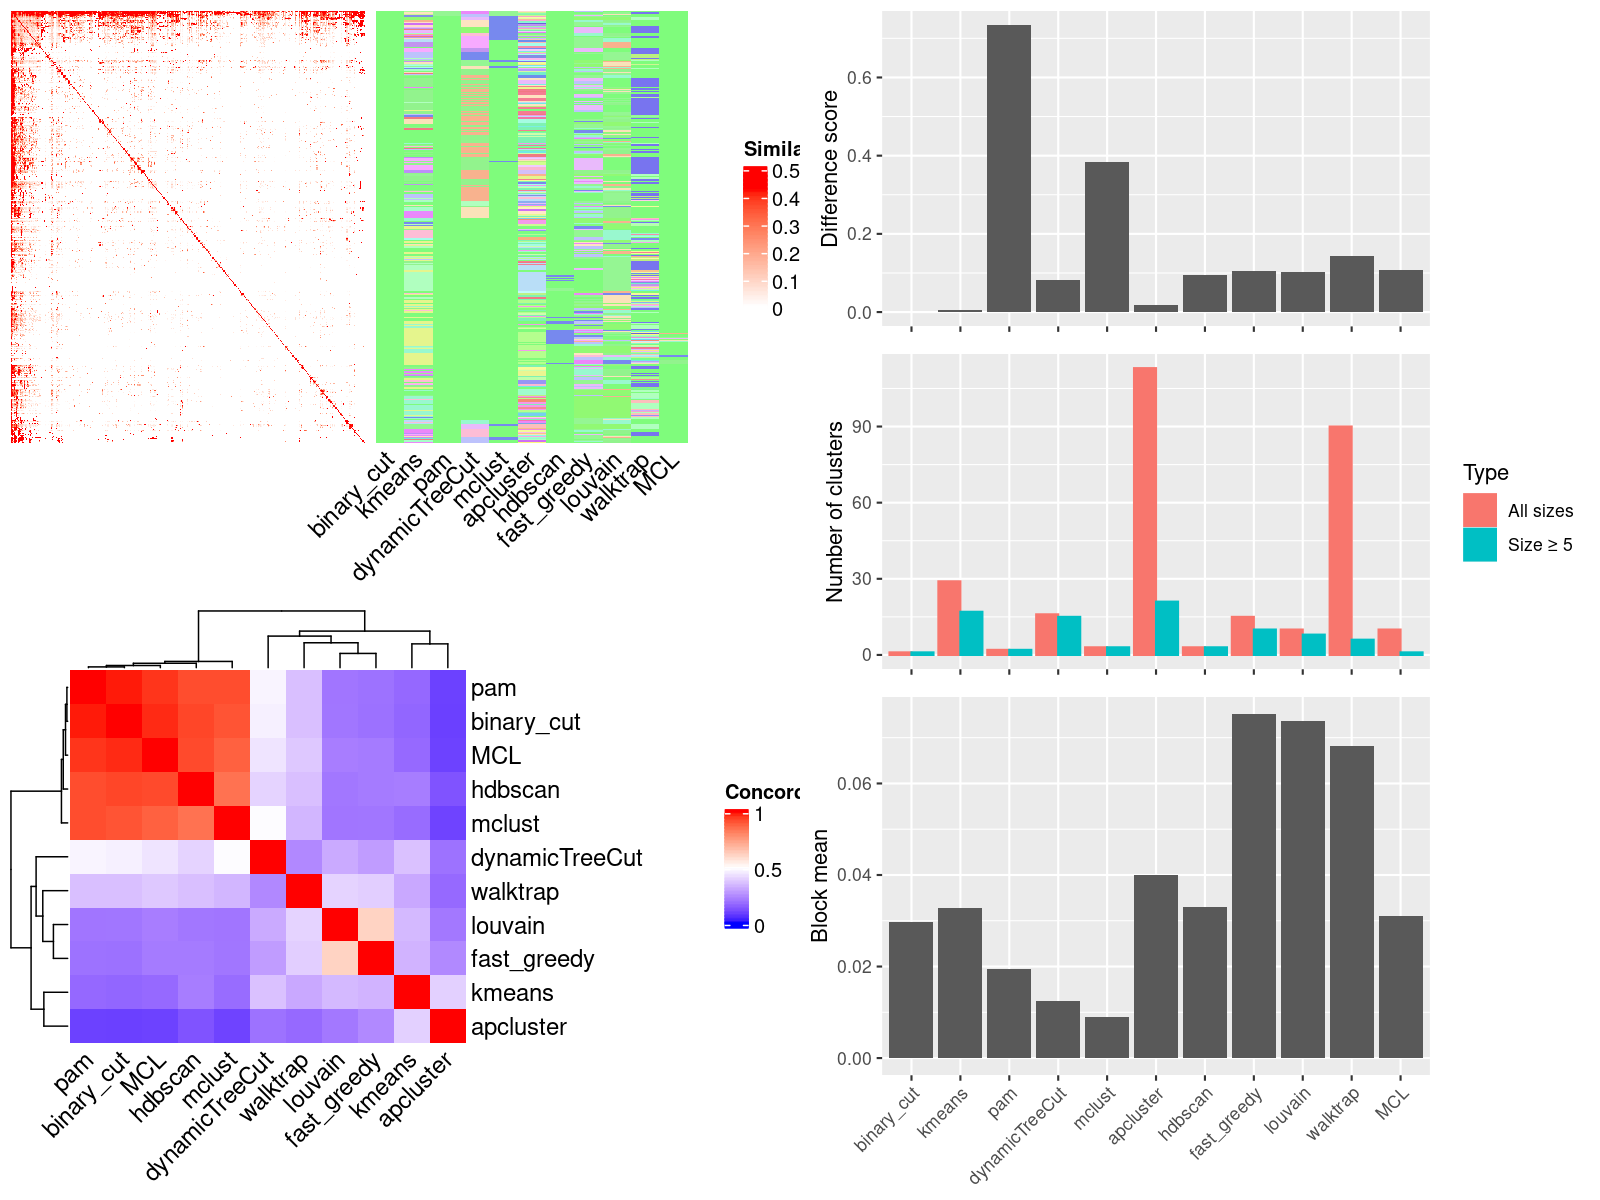 Simila
0.5
0.4
0.3
0.2
0.1
0
binary_cut
kmeans
pam
dynamicTreeCut
mclust
apcluster
hdbscan
fast_greedy
louvain
walktrap
MCL
pam
binary_cut
MCL
hdbscan
mclust
dynamicTreeCut
walktrap
louvain
fast_greedy
kmeans
apcluster
pam
binary_cut
MCL
hdbscan
mclust
dynamicTreeCut
walktrap
louvain
fast_greedy
kmeans
apcluster
Concord
1
0.5
0
Difference score
0.6
0.4
0.2
0.0
Number of clusters
90
60
30
0
Type
All sizes
Size ≥ 5
Block mean
0.06
0.04
0.02
0.00
binary_cut
kmeans
pam
dynamicTreeCut
mclust
apcluster
hdbscan
fast_greedy
louvain
walktrap
MCL